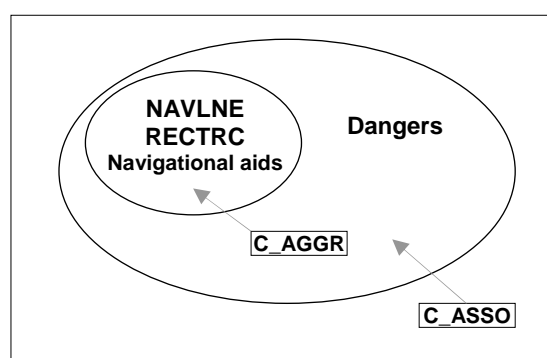 NAVLNE
RECTRC
Navigational aids
Dangers
C_AGGR
C_ASSO